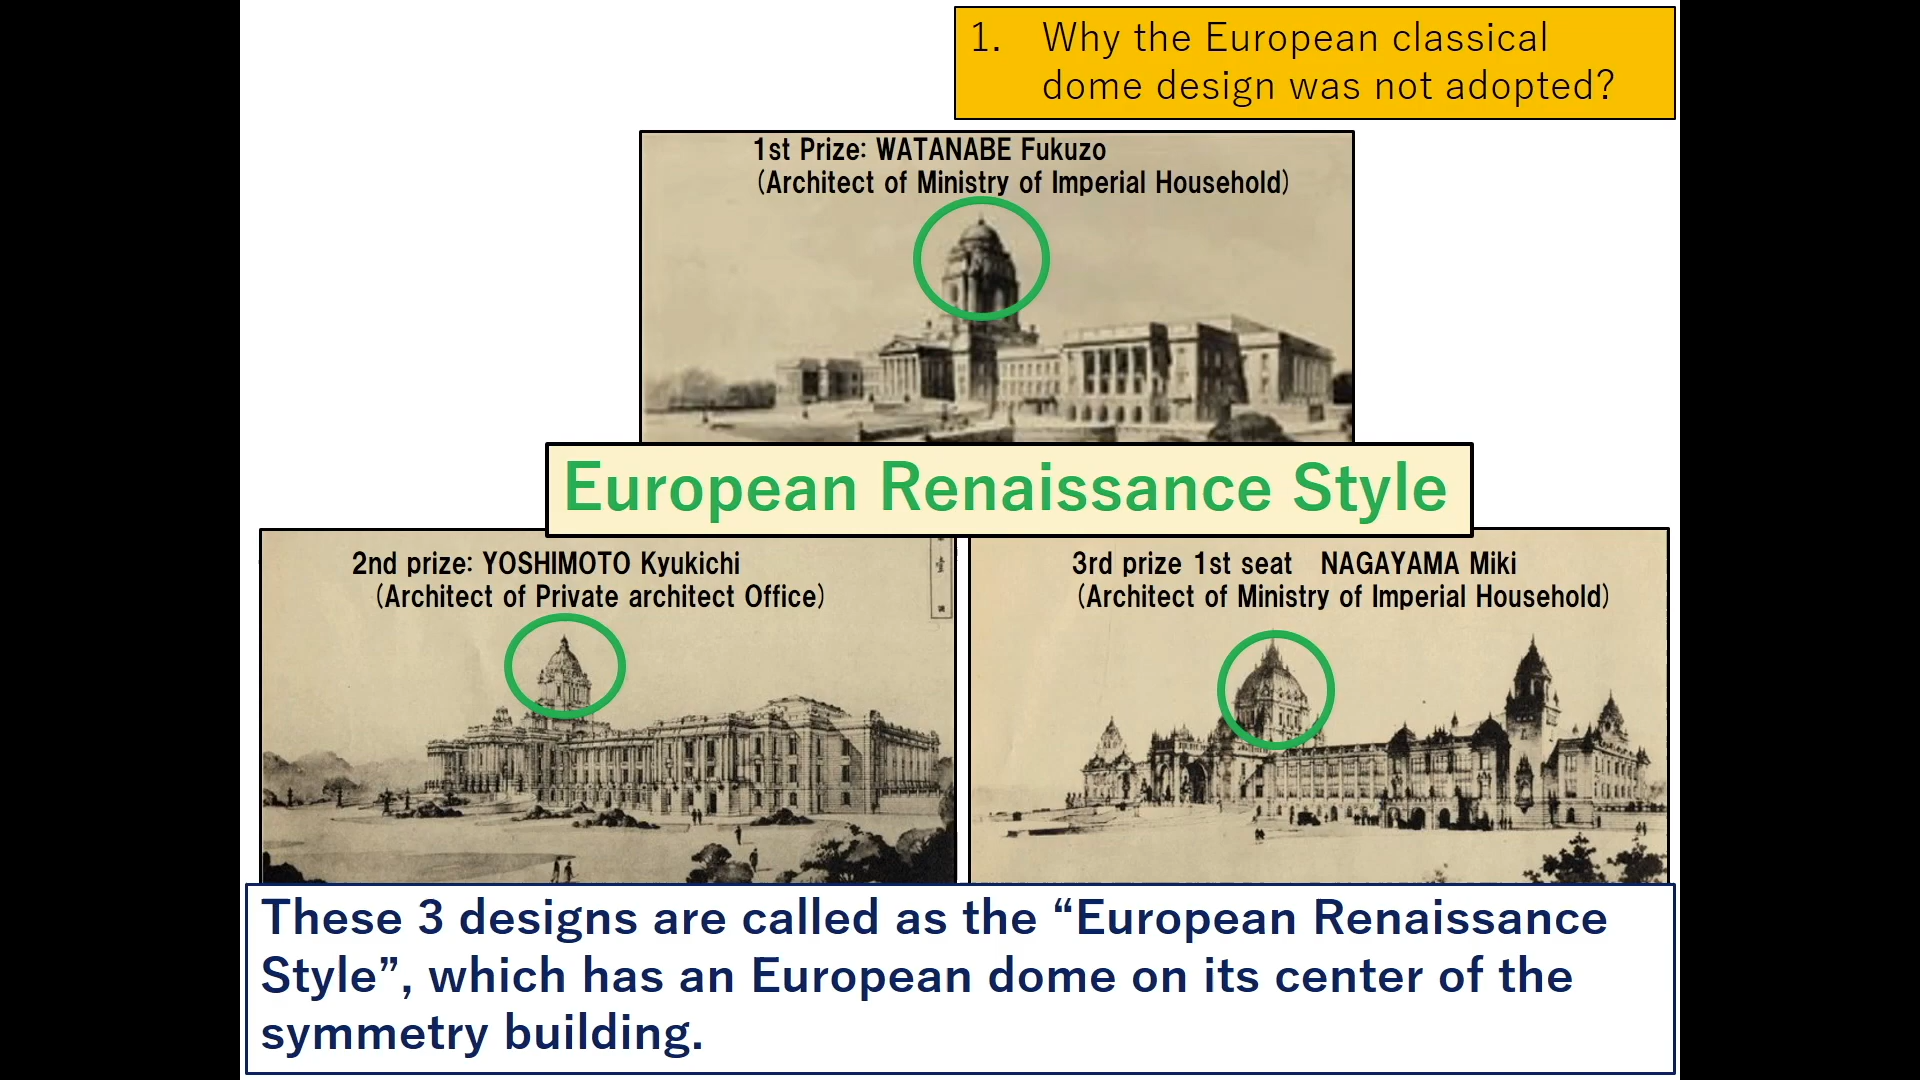 1. Why the European classical
dome design was not adopted?
1st Prize: WATANABE Fukuzo
(Architect of Ministry of Imperial Household)
European Renaissance Style
2nd prize: YOSHIMOTO Kyukichi
(Architect of Private architect Office)
3rd prize 1st seat NAGAYAMA Miki
(Architect of Ministry of Imperial Household)
These 3 designs are called as the “European Renaissance
Style”, which has an European dome on its center of the
symmetry building.